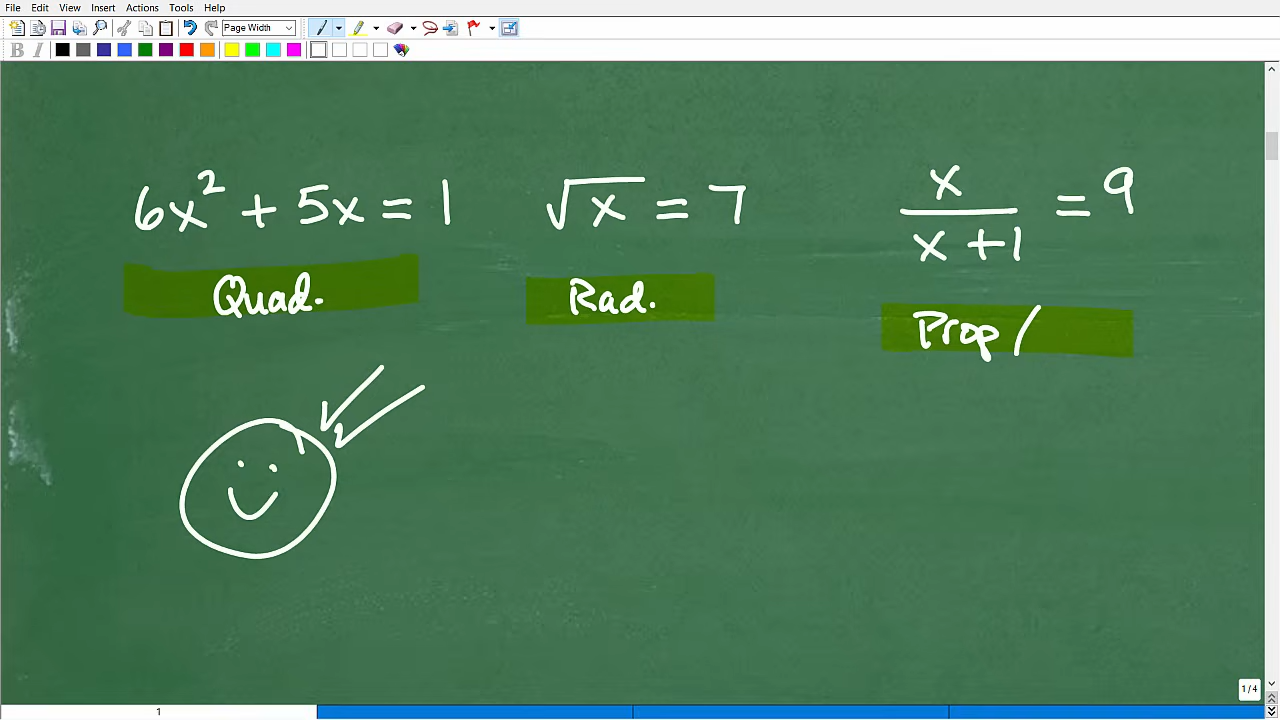 File Edit View Insert Actions Tools Help
Page Width
B I
6x² + 5x = 1
√x = 7
x/(x + 1) = 9
Quad.
Rad.
Prop /
1 / 4
1